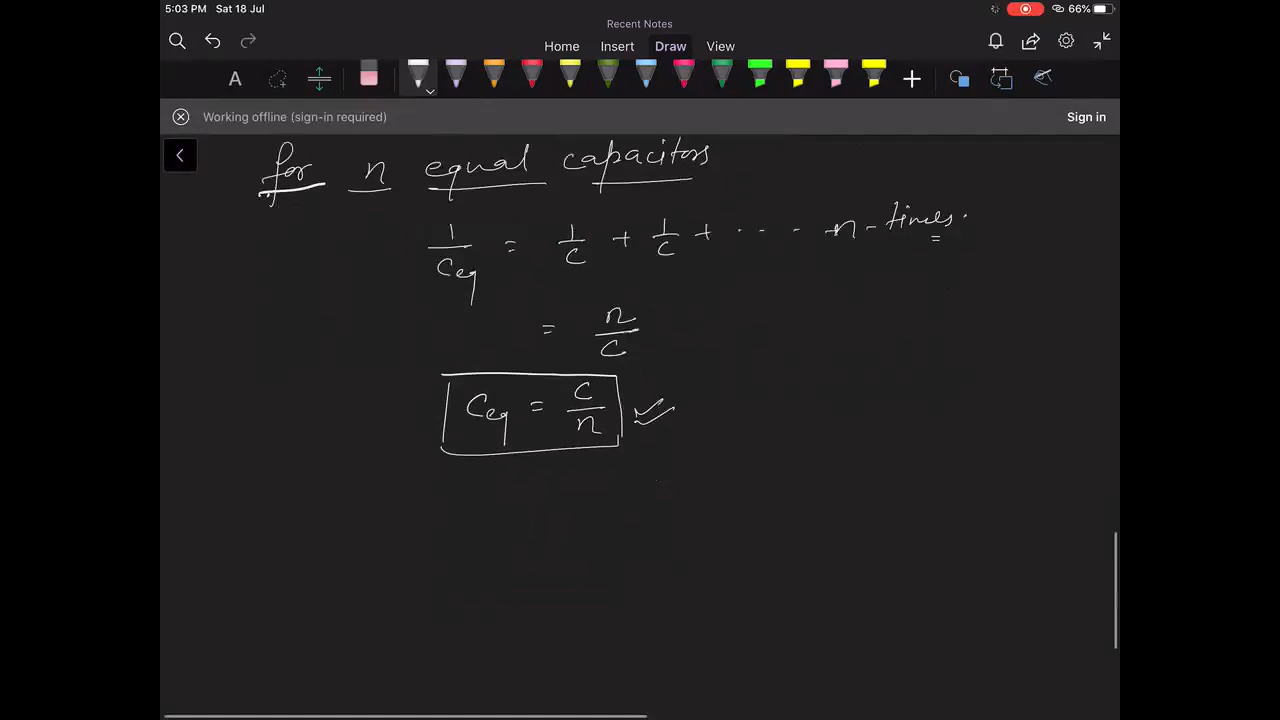 5:03 PM Sat 18 Jul
66%
Recent Notes
Home Insert Draw View
A
Working offline (sign-in required)
Sign in
for n equal capacitors
1/Ceq = 1/C + 1/C + ..... n - times.
= n/C
Ceq = C/n